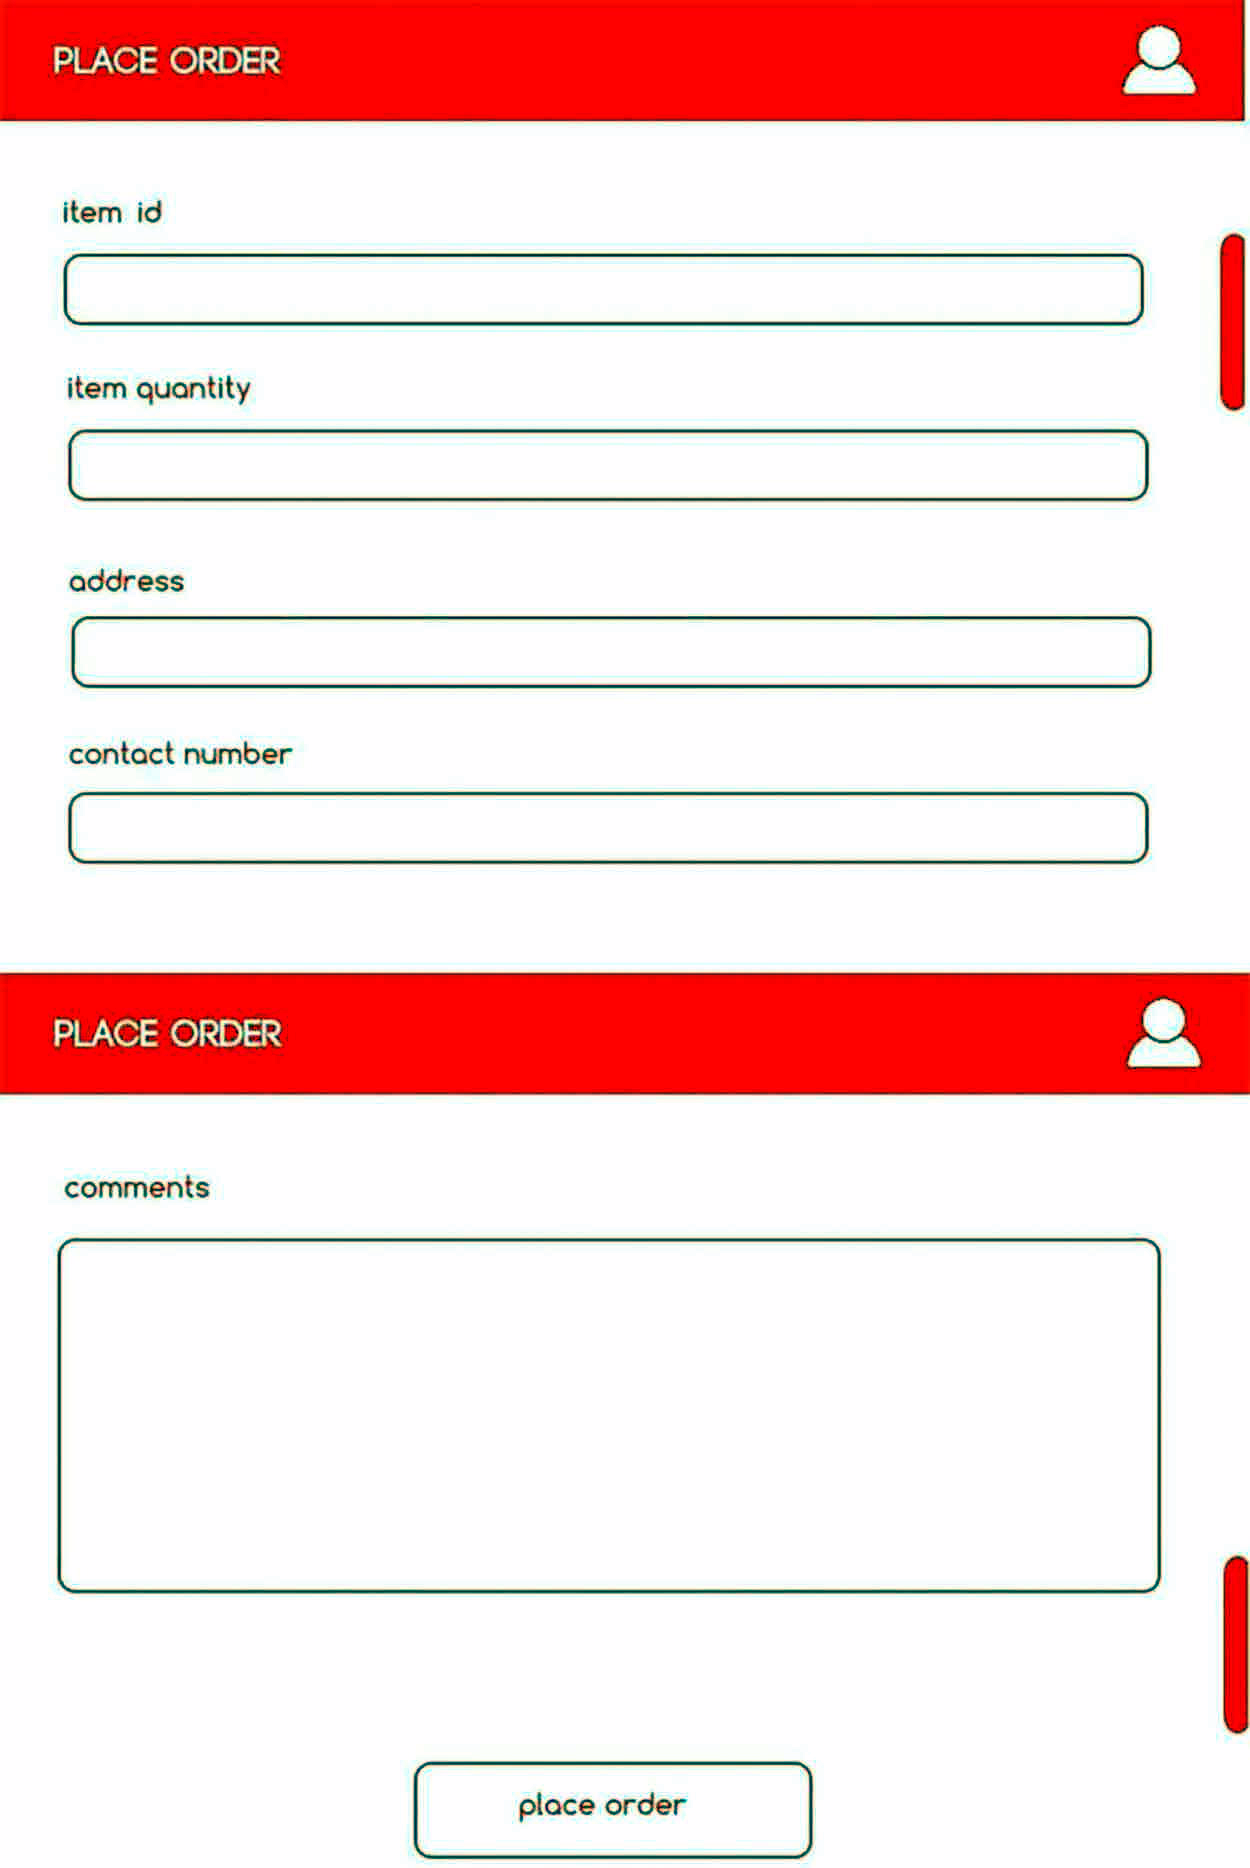 PLACE ORDER
item id
item quantity
address
contact number
PLACE ORDER
comments
place order